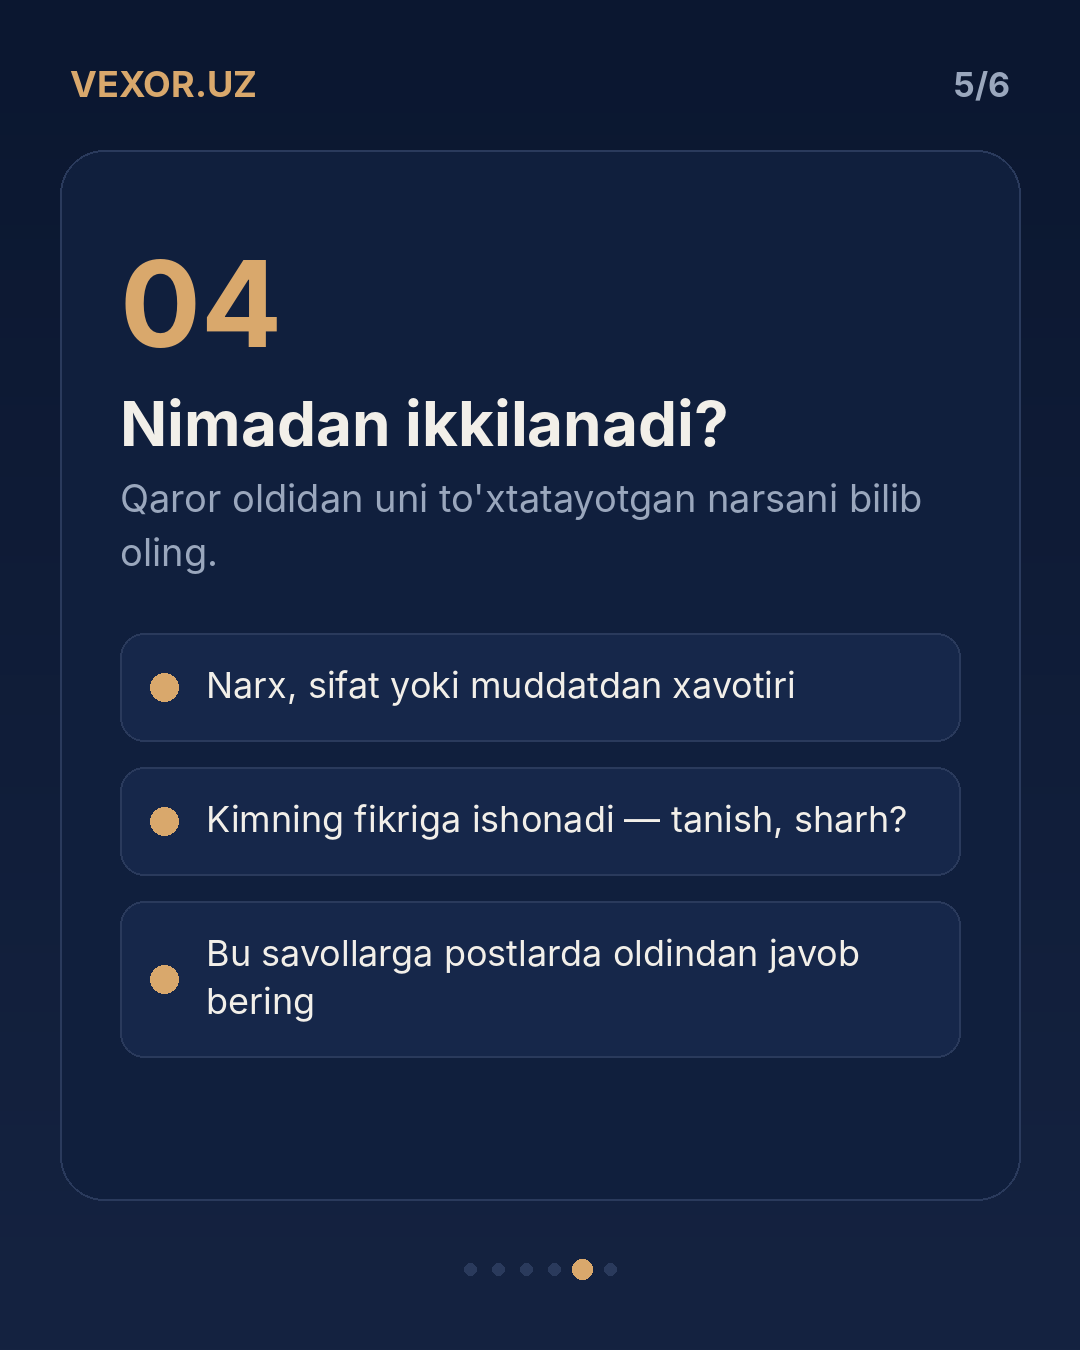 VEXOR.UZ
5/6
04
Nimadan ikkilanadi?
Qaror oldidan uni to'xtatayotgan narsani bilib
oling.
Narx, sifat yoki muddatdan xavotiri
Kimning fikriga ishonadi — tanish, sharh?
Bu savollarga postlarda oldindan javob
bering